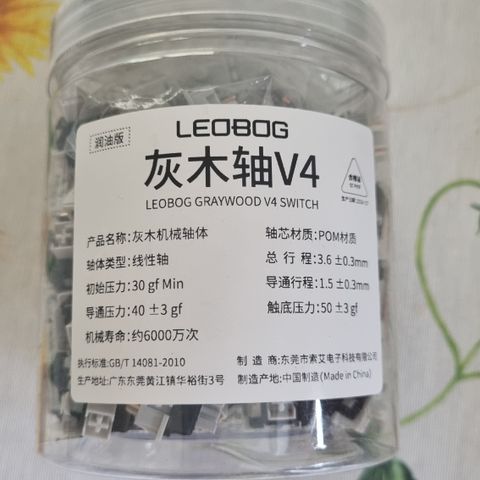 LEOBOG
润油版
灰木轴V4
LEOBOG GRAYWOOD V4 SWITCH
合格证
产品名称:灰木机械轴体
轴芯材质:POM材质
轴体类型:线性轴
总 行 程:3.6 ±0.3mm
初始压力:30 gf Min
导通行程:1.5 ±0.3mm
导通压力:40 ±3 gf
触底压力:50 ±3 gf
机械寿命:约6000万次
执行标准:GB/T 14081-2010
制 造 商:东莞市索艾电子科技有限公司
生产地址:广东东莞黄江镇华裕街3号
制造产地:中国制造(Made in China)